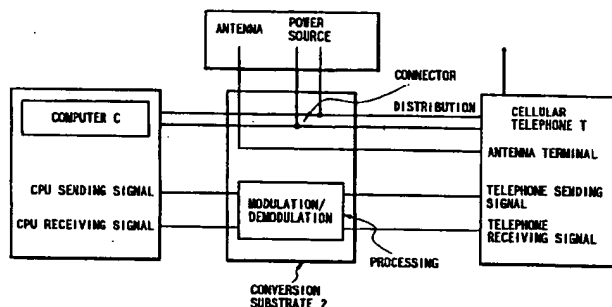 ANTENNA
POWER
SOURCE
CONNECTOR
DISTRIBUTION
COMPUTER C
CELLULAR
TELEPHONE T
ANTENNA TERMINAL
CPU SENDING SIGNAL
MODULATION/
DEMODULATION
TELEPHONE SENDING
SIGNAL
CPU RECEIVING SIGNAL
TELEPHONE
RECEIVING SIGNAL
PROCESSING
CONVERSION
SUBSTRATE 2